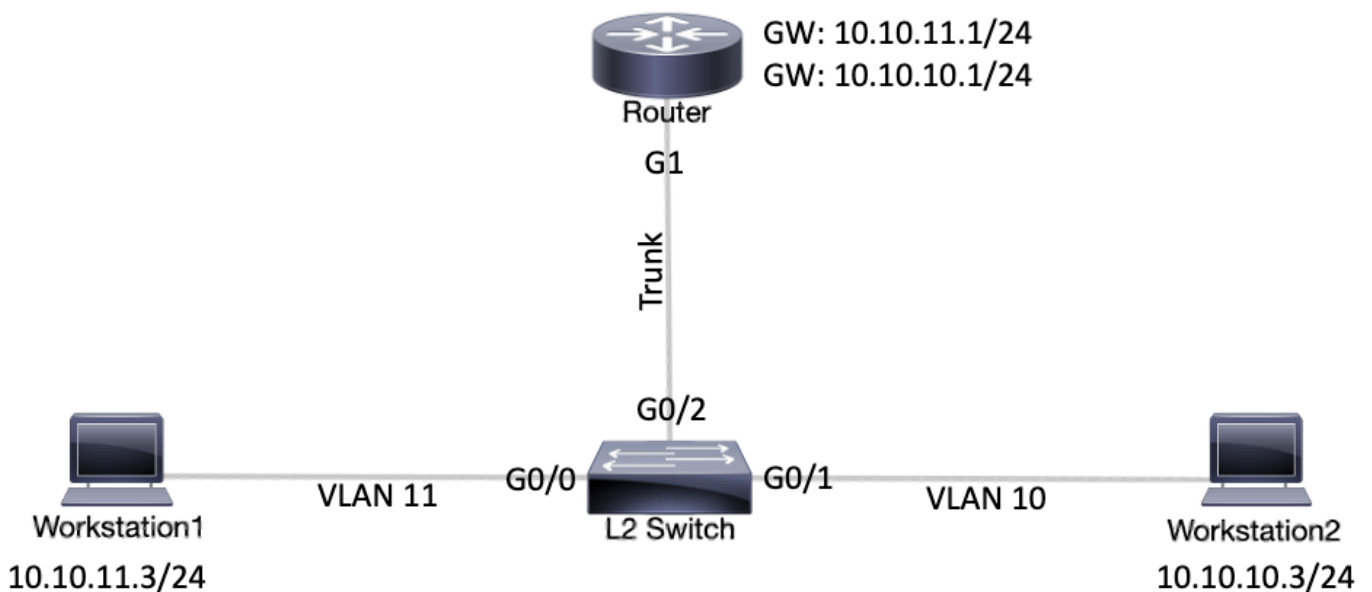 GW: 10.10.11.1/24
GW: 10.10.10.1/24
Router
G1
Trunk
G0/2
G0/0
G0/1
VLAN 11
VLAN 10
Workstation1
L2 Switch
Workstation2
10.10.11.3/24
10.10.10.3/24